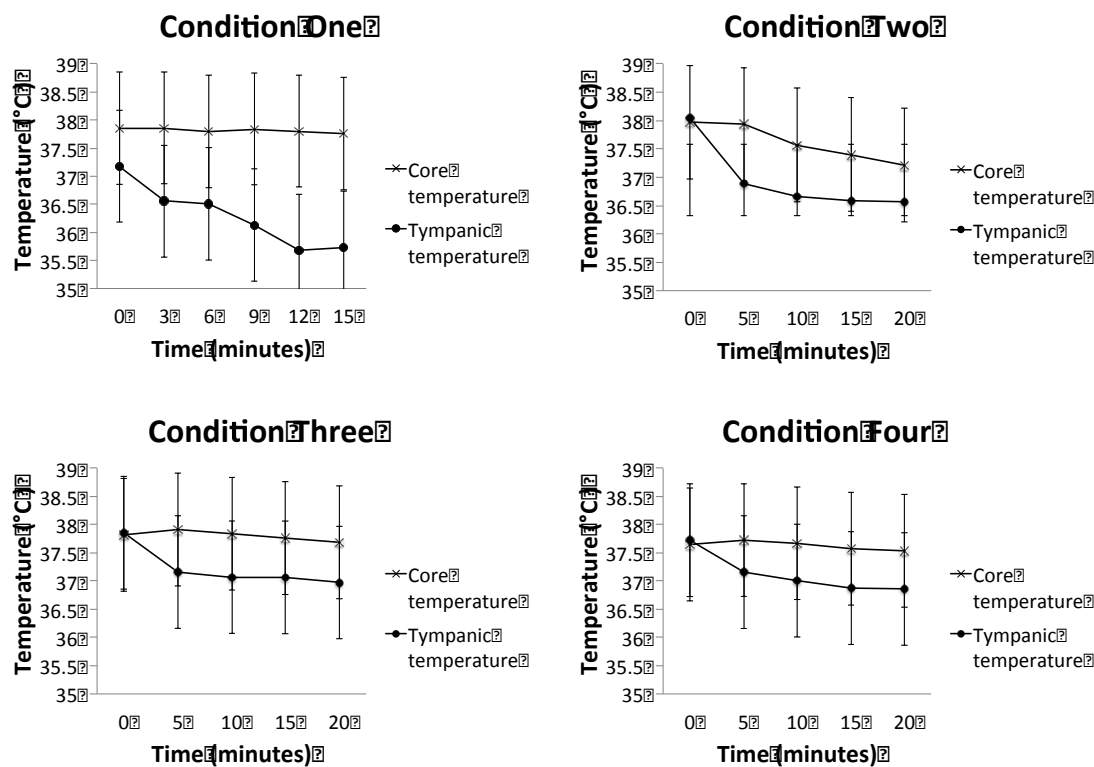 Condition One
Temperature (°C)
39
38.5
38
37.5
37
36.5
36
35.5
35
0 3 6 9 12 15
Time (minutes)
Core
temperature
Tympanic
temperature
Condition Two
Temperature (°C)
39
38.5
38
37.5
37
36.5
36
35.5
35
0 5 10 15 20
Time (minutes)
Core
temperature
Tympanic
temperature
Condition Three
Temperature (°C)
39
38.5
38
37.5
37
36.5
36
35.5
35
0 5 10 15 20
Time (minutes)
Core
temperature
Tympanic
temperature
Condition Four
Temperature (°C)
39
38.5
38
37.5
37
36.5
36
35.5
35
0 5 10 15 20
Time (minutes)
Core
temperature
Tympanic
temperature